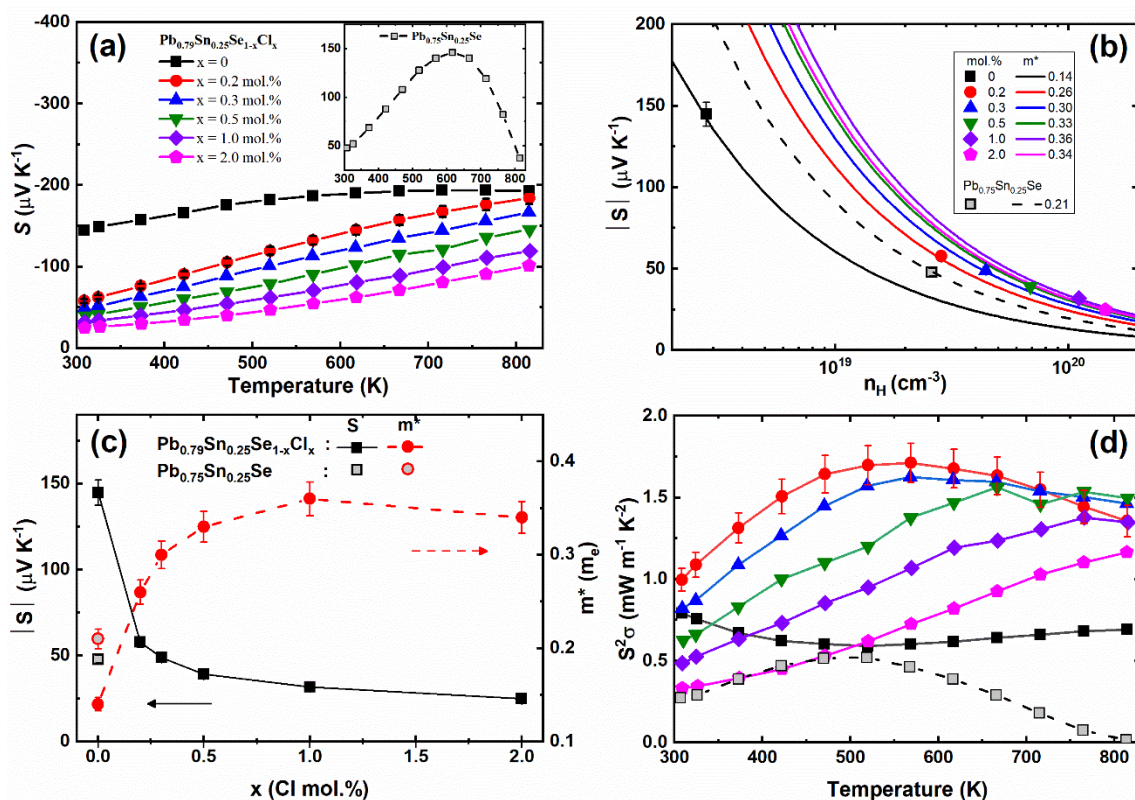 (a)
Pb0.79Sn0.25Se1-xClx
x = 0
x = 0.2 mol.%
x = 0.3 mol.%
x = 0.5 mol.%
x = 1.0 mol.%
x = 2.0 mol.%
Pb0.75Sn0.25Se
150
100
50
300 400 500 600 700 800
-400
-300
-200
-100
0
S (μV K-1)
300 400 500 600 700 800
Temperature (K)
(b)
mol.% m*
0 0.14
0.2 0.26
0.3 0.30
0.5 0.33
1.0 0.36
2.0 0.34
Pb0.75Sn0.25Se
0.21
200
150
100
50
0
|S| (μV K-1)
10^19 10^20
nH (cm-3)
(c)
S m*
Pb0.79Sn0.25Se1-xClx :
Pb0.75Sn0.25Se :
150
100
50
0
|S| (μV K-1)
0.4
0.3
0.2
0.1
m* (me)
0.0 0.5 1.0 1.5 2.0
x (Cl mol.%)
(d)
2.0
1.5
1.0
0.5
0.0
S2σ (mW m-1 K-2)
300 400 500 600 700 800
Temperature (K)